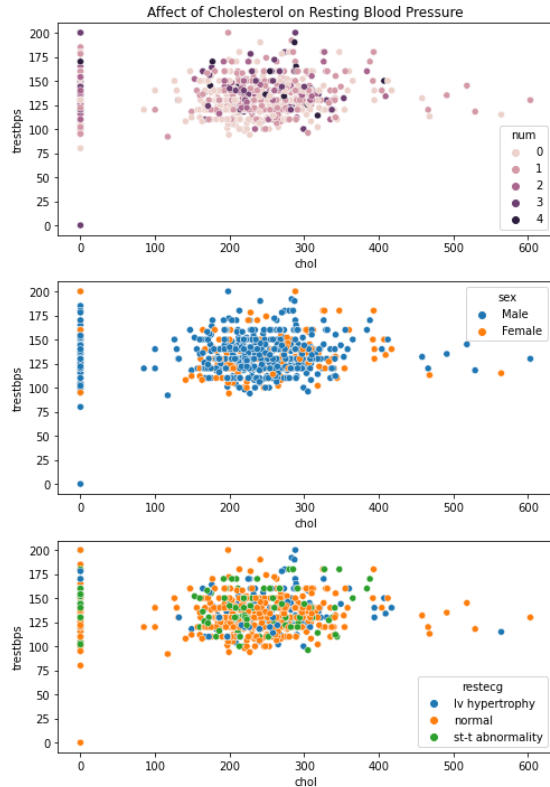 Affect of Cholesterol on Resting Blood Pressure
200
175
150
125
100
75
50
25
0
trestbps
num
0
1
2
3
4
0 100 200 300 400 500 600
chol
200
175
150
125
100
75
50
25
0
trestbps
sex
Male
Female
0 100 200 300 400 500 600
chol
200
175
150
125
100
75
50
25
0
trestbps
restecg
lv hypertrophy
normal
st-t abnormality
0 100 200 300 400 500 600
chol